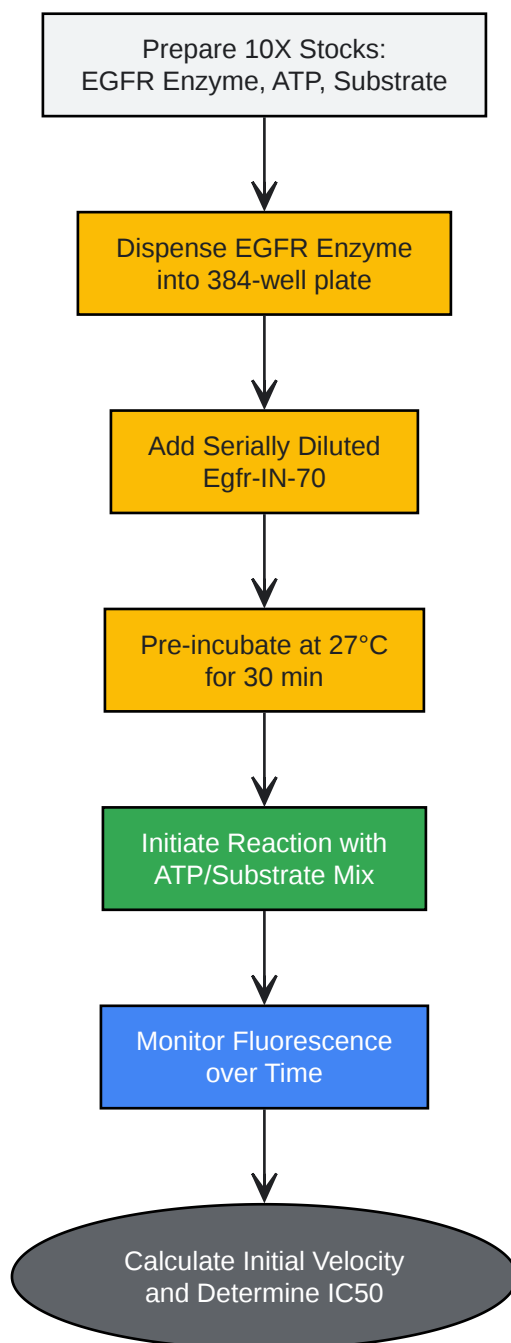 Prepare 10X Stocks:
EGFR Enzyme, ATP, Substrate
Dispense EGFR Enzyme
into 384-well plate
Add Serially Diluted
Egfr-IN-70
Pre-incubate at 27°C
for 30 min
Initiate Reaction with
ATP/Substrate Mix
Monitor Fluorescence
over Time
Calculate Initial Velocity
and Determine IC50